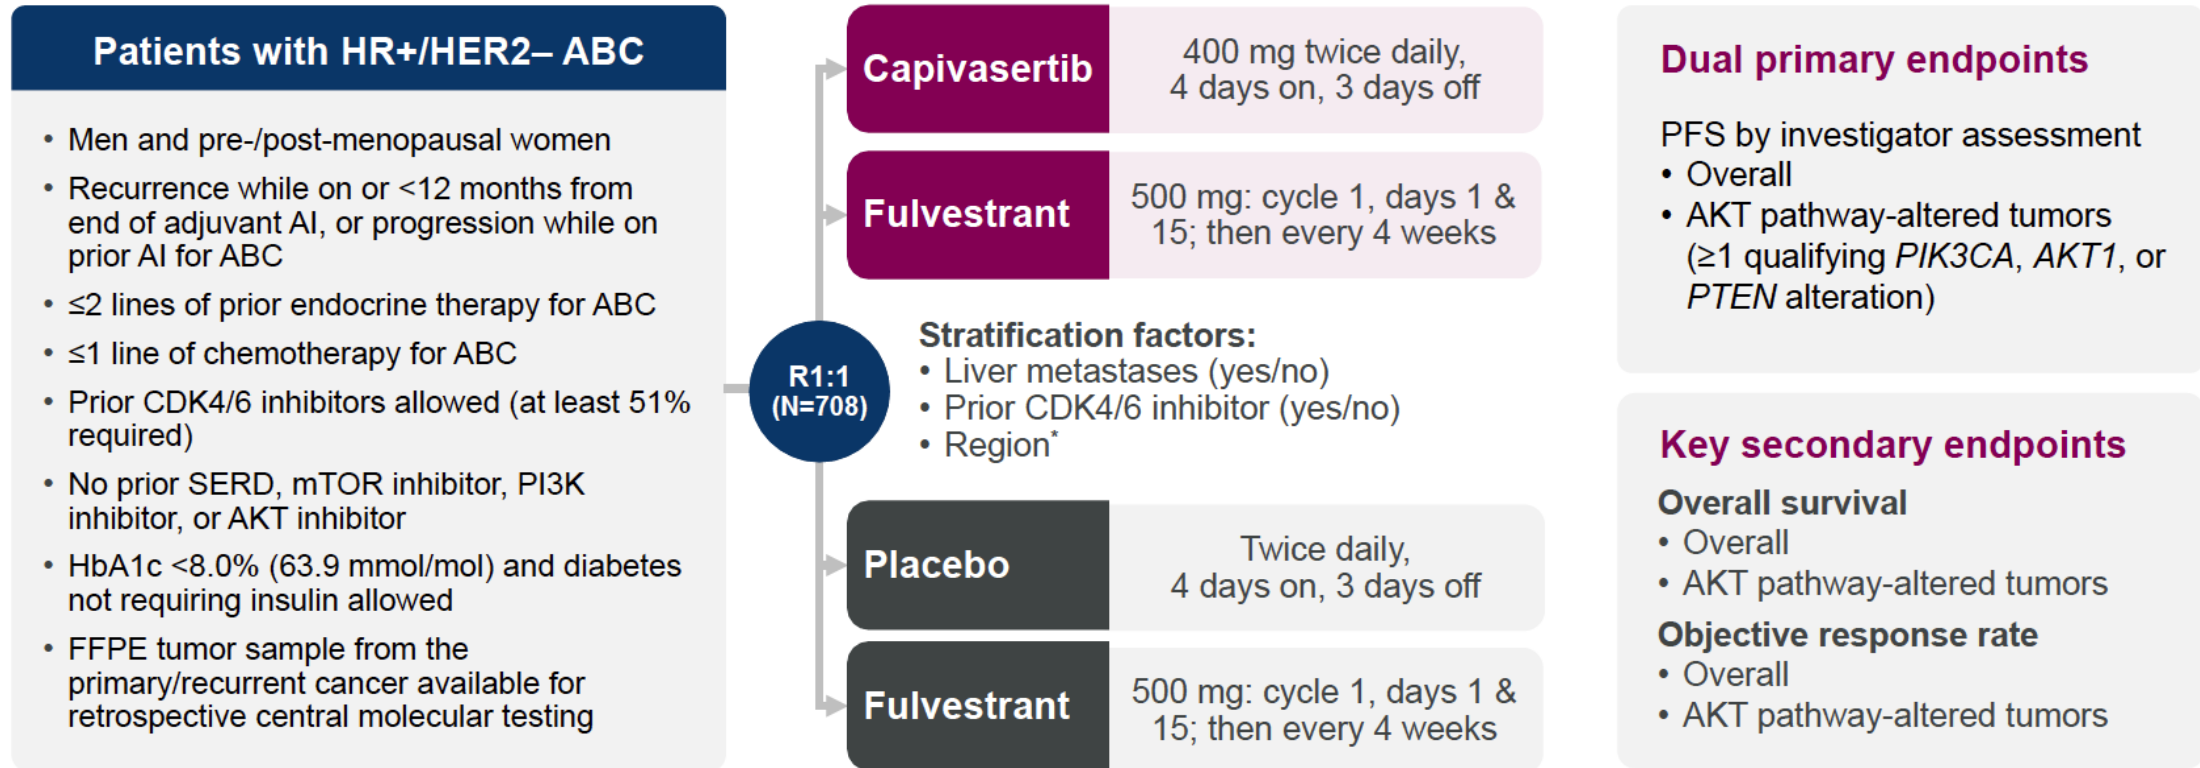 Patients with HR+/HER2– ABC
• Men and pre-/post-menopausal women
• Recurrence while on or <12 months from
end of adjuvant AI, or progression while on
prior AI for ABC
• ≤2 lines of prior endocrine therapy for ABC
• ≤1 line of chemotherapy for ABC
• Prior CDK4/6 inhibitors allowed (at least 51%
required)
• No prior SERD, mTOR inhibitor, PI3K
inhibitor, or AKT inhibitor
• HbA1c <8.0% (63.9 mmol/mol) and diabetes
not requiring insulin allowed
• FFPE tumor sample from the
primary/recurrent cancer available for
retrospective central molecular testing
R1:1
(N=708)
Capivasertib
400 mg twice daily,
4 days on, 3 days off
Fulvestrant
500 mg: cycle 1, days 1 &
15; then every 4 weeks
Stratification factors:
• Liver metastases (yes/no)
• Prior CDK4/6 inhibitor (yes/no)
• Region*
Placebo
Twice daily,
4 days on, 3 days off
Fulvestrant
500 mg: cycle 1, days 1 &
15; then every 4 weeks
Dual primary endpoints
PFS by investigator assessment
• Overall
• AKT pathway-altered tumors
(≥1 qualifying PIK3CA, AKT1, or
PTEN alteration)
Key secondary endpoints
Overall survival
• Overall
• AKT pathway-altered tumors
Objective response rate
• Overall
• AKT pathway-altered tumors